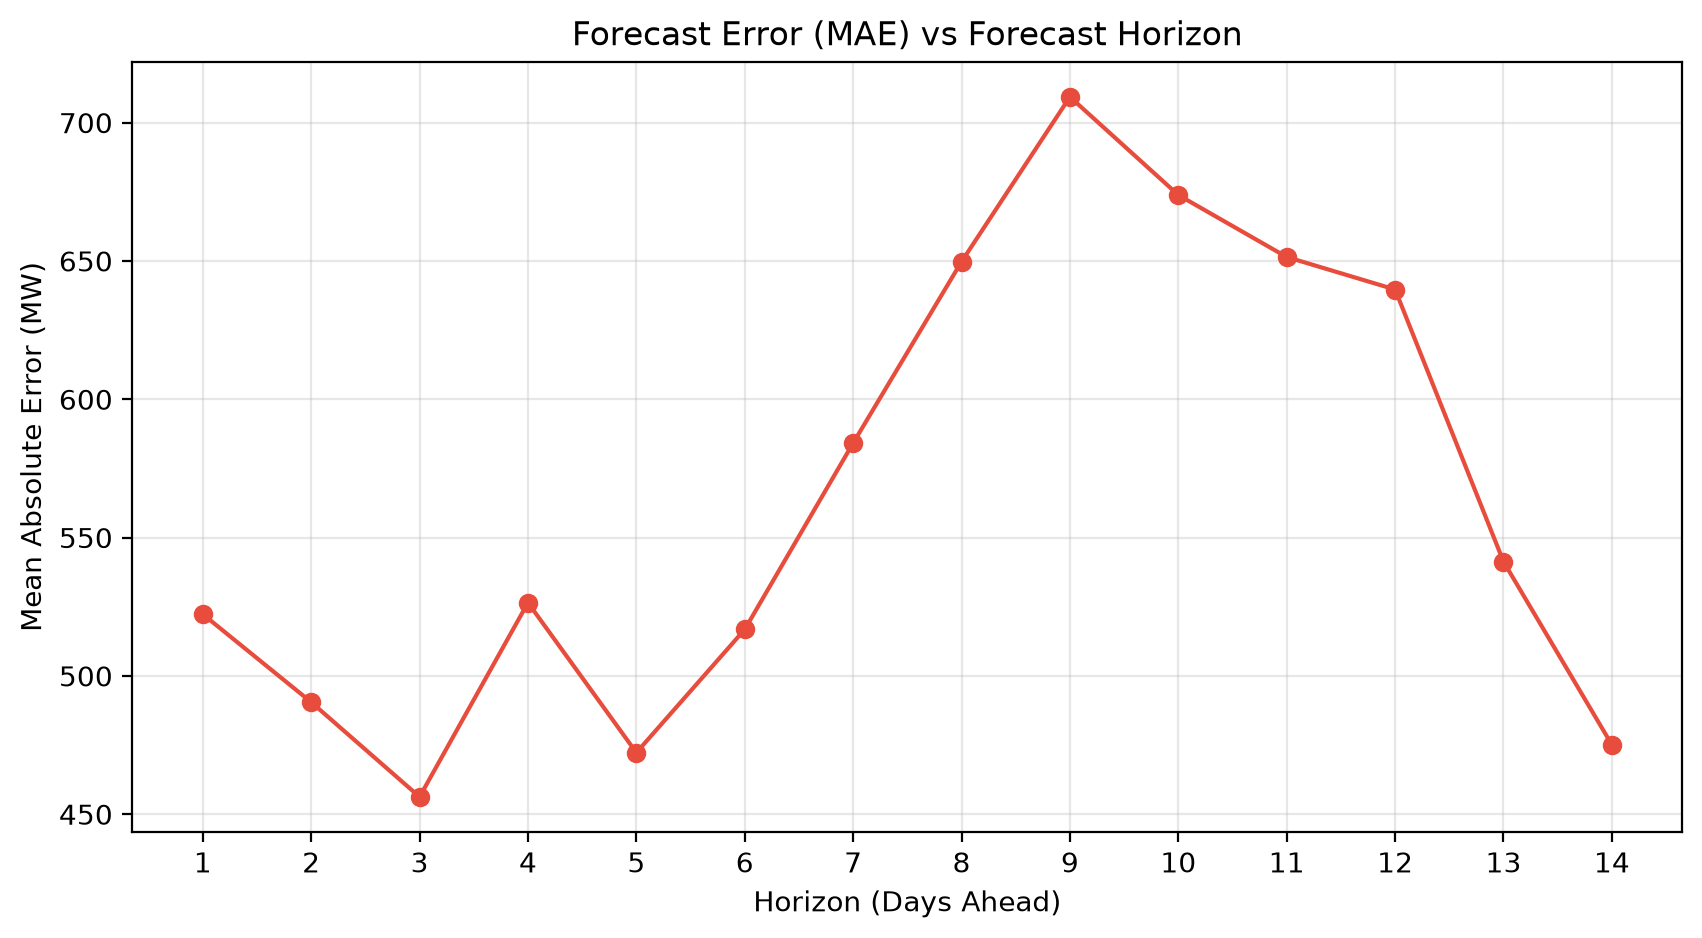 Forecast Error (MAE) vs Forecast Horizon
Mean Absolute Error (MW)
700
650
600
550
500
450
1 2 3 4 5 6 7 8 9 10 11 12 13 14
Horizon (Days Ahead)